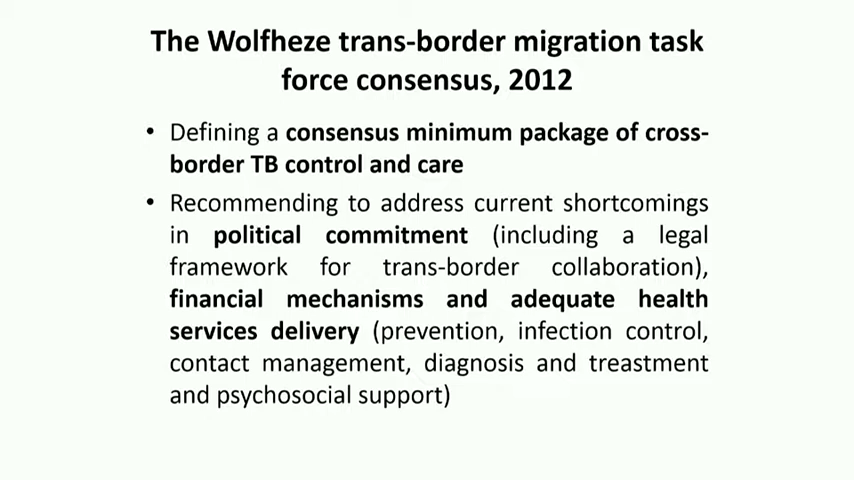 The Wolfheze trans-border migration task
force consensus, 2012
• Defining a consensus minimum package of cross-
border TB control and care
• Recommending to address current shortcomings
in political commitment (including a legal
framework for trans-border collaboration),
financial mechanisms and adequate health
services delivery (prevention, infection control,
contact management, diagnosis and treastment
and psychosocial support)